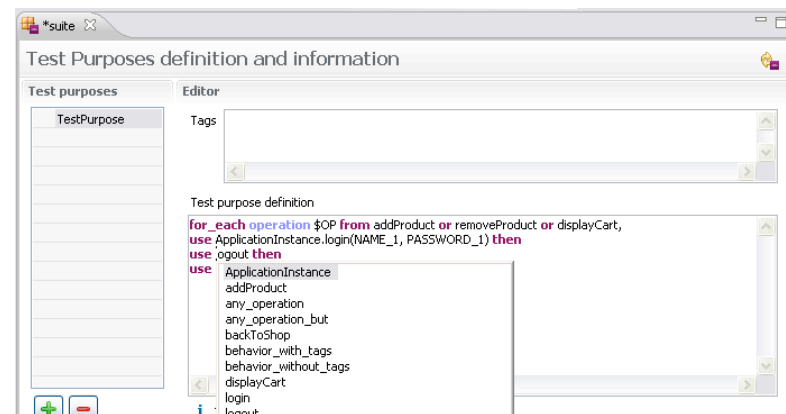 *suite
Test Purposes definition and information
Test purposes
Editor
TestPurpose
Tags
Test purpose definition
for_each operation $OP from addProduct or removeProduct or displayCart,
use ApplicationInstance.login(NAME_1, PASSWORD_1) then
use ogout then
use
ApplicationInstance
addProduct
any_operation
any_operation_but
backToShop
behavior_with_tags
behavior_without_tags
displayCart
login
logout